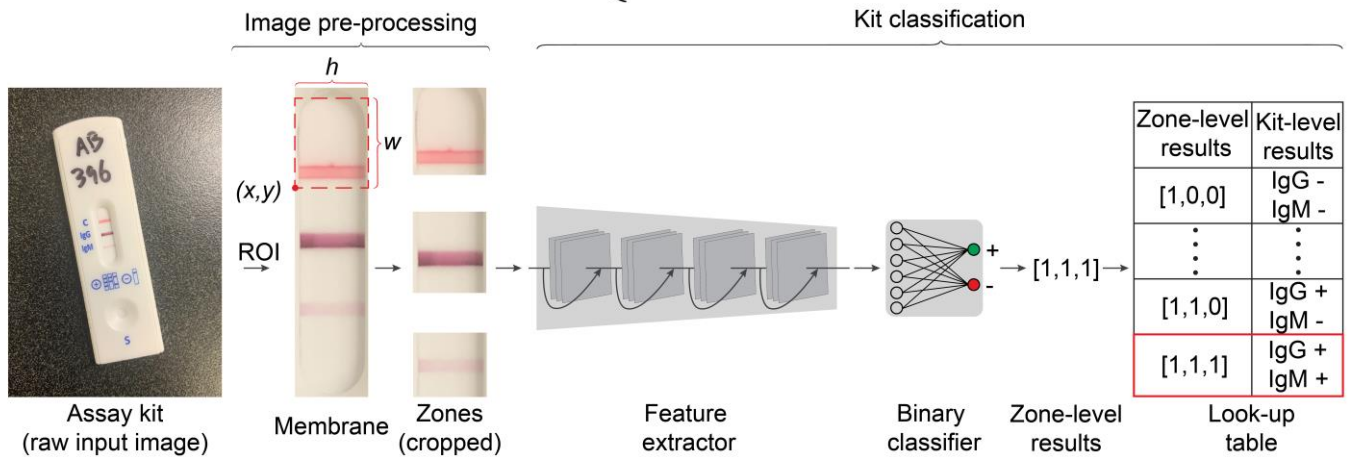 Image pre-processing
Kit classification
h
w
(x,y)
ROI
AB
396
C
IgG
IgM
S
+
-
[1,1,1]
Zone-level results
Kit-level results
[1,0,0]
IgG -
IgM -
[1,1,0]
IgG +
IgM -
[1,1,1]
IgG +
IgM +
Assay kit
(raw input image)
Membrane
Zones
(cropped)
Feature
extractor
Binary
classifier
Zone-level
results
Look-up
table